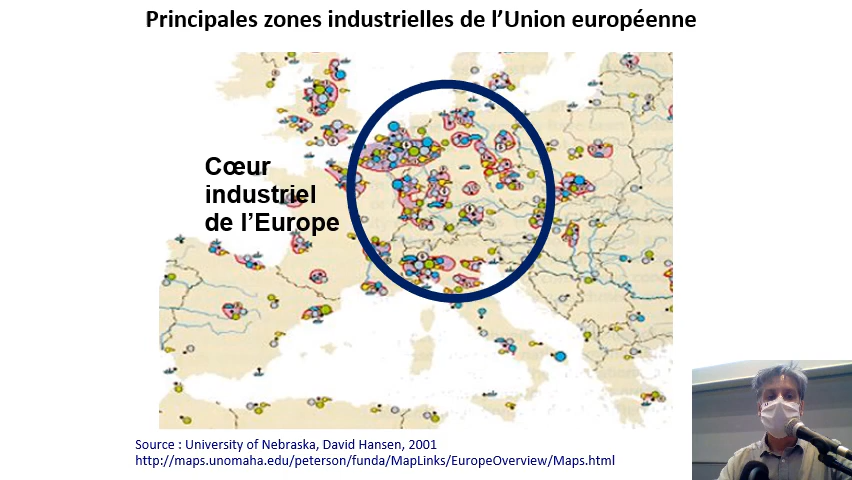 Principales zones industrielles de l’Union européenne
Cœur
industriel
de l’Europe
Source : University of Nebraska, David Hansen, 2001
http://maps.unomaha.edu/peterson/funda/MapLinks/EuropeOverview/Maps.html